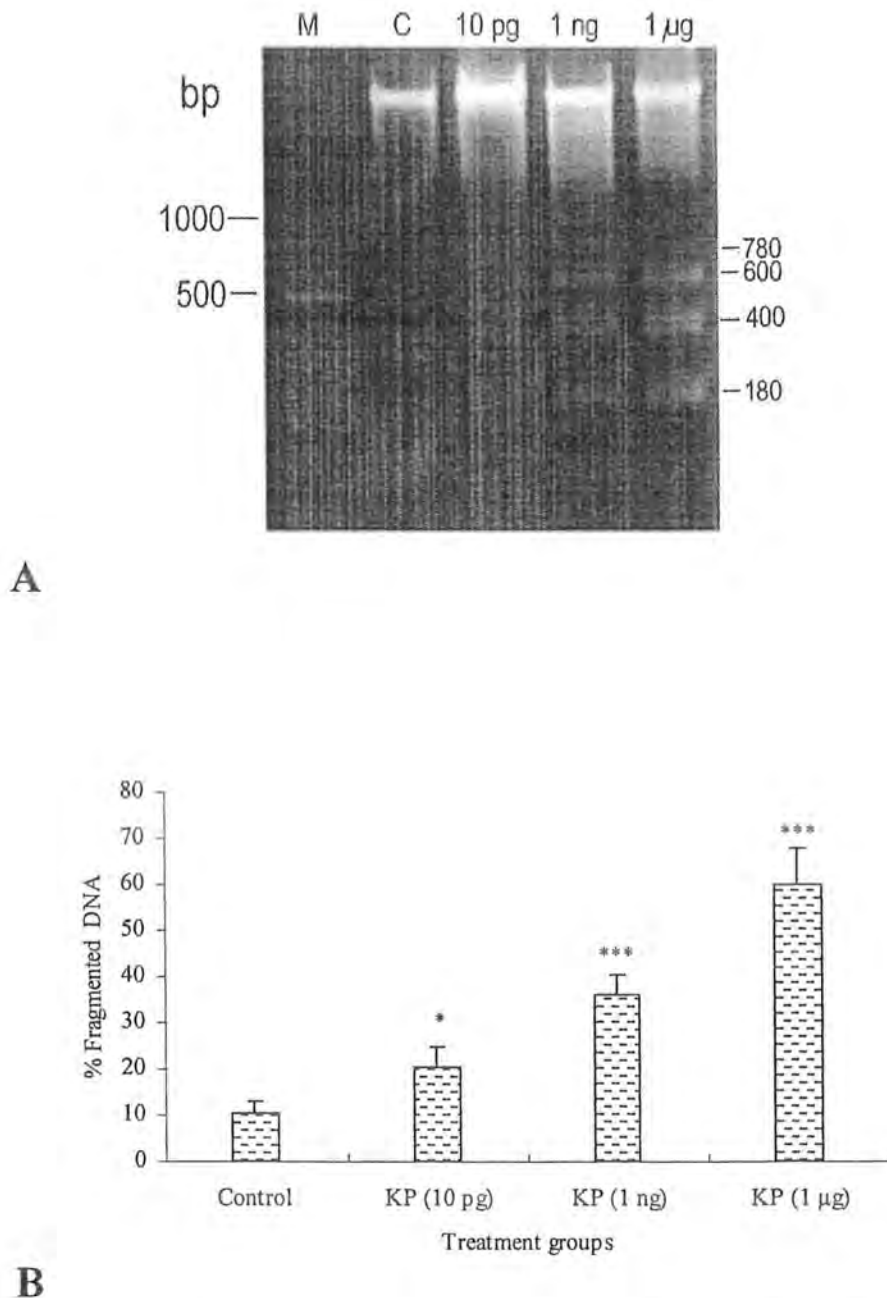 M C 10 pg 1 ng 1 µg
bp
1000
780
600
500
400
180
A
80
70
60
50
40
30
20
10
0
% Fragmented DNA
*
***
***
Control KP (10 pg) KP (1 ng) KP (1 µg)
Treatment groups
B